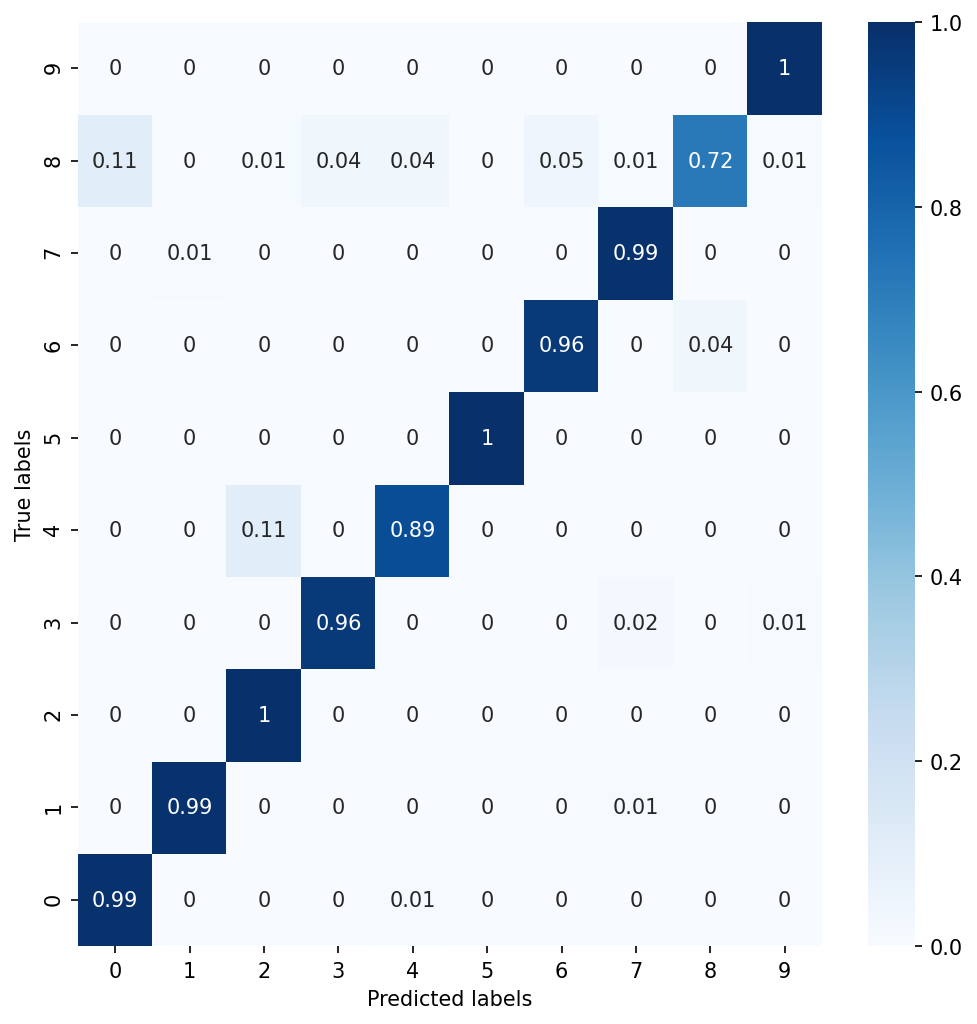 9 0 0 0 0 0 0 0 0 0 1
8 0.11 0 0.01 0.04 0.04 0 0.05 0.01 0.72 0.01
7 0 0.01 0 0 0 0 0 0.99 0 0
6 0 0 0 0 0 0 0.96 0 0.04 0
5 0 0 0 0 0 1 0 0 0 0
4 0 0 0.11 0 0.89 0 0 0 0 0
3 0 0 0 0.96 0 0 0 0.02 0 0.01
2 0 0 1 0 0 0 0 0 0 0
1 0 0.99 0 0 0 0 0 0.01 0 0
0 0.99 0 0 0 0.01 0 0 0 0 0
0 1 2 3 4 5 6 7 8 9
Predicted labels
True labels
1.0
0.8
0.6
0.4
0.2
0.0